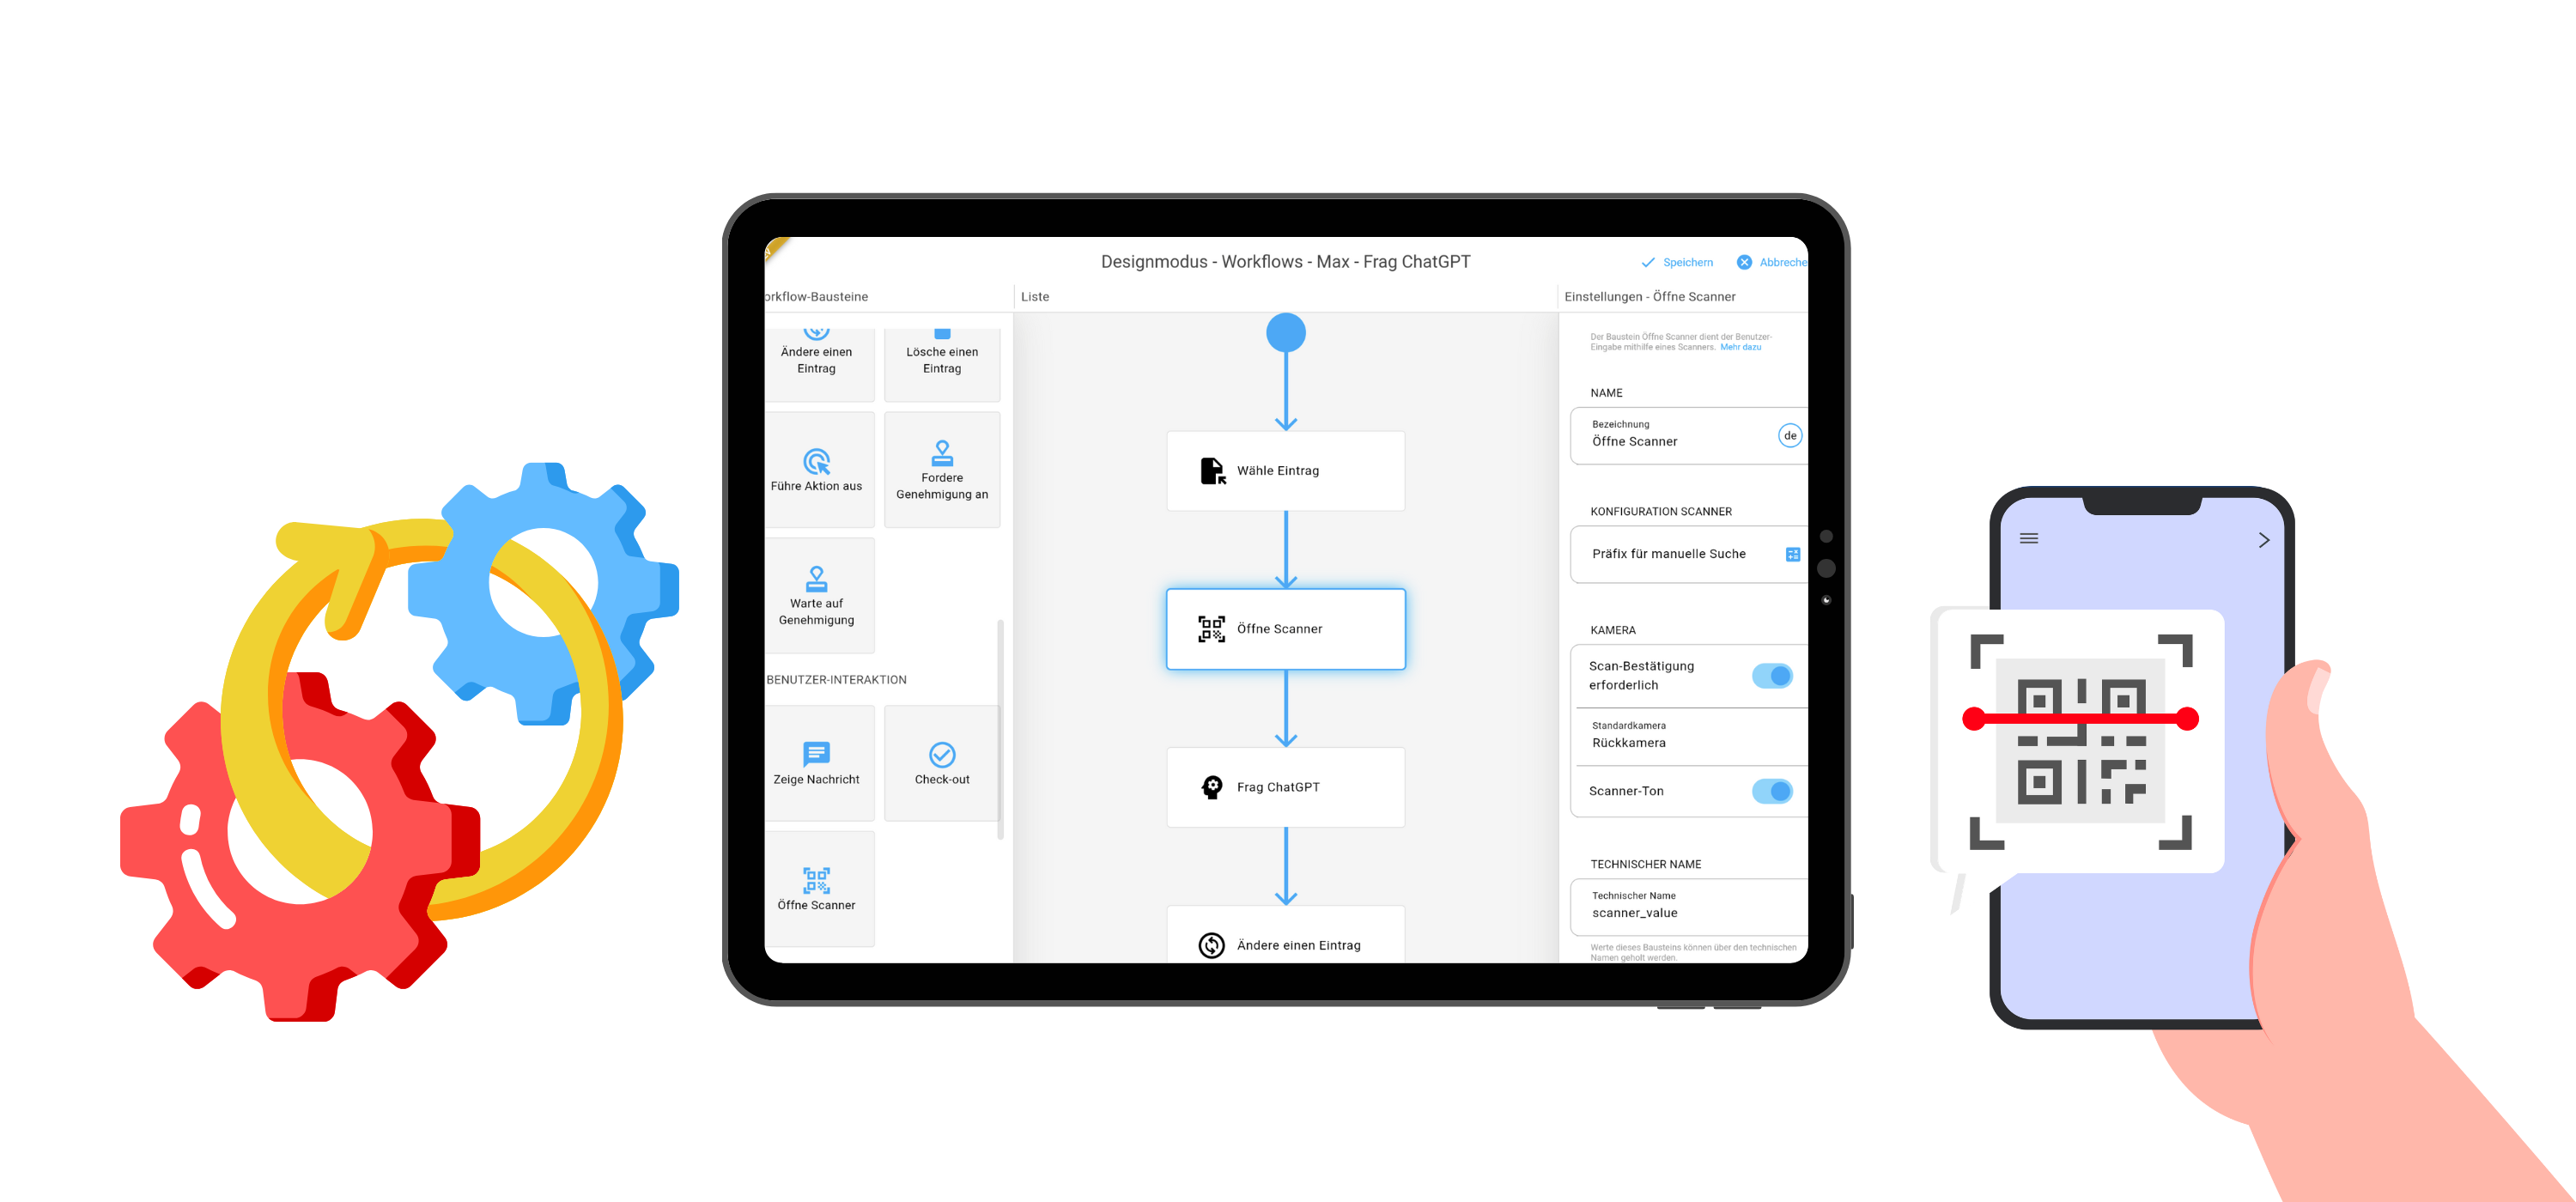 Designmodus - Workflows - Max - Frag ChatGPT
Speichern
Abbreche
orkflow-Bausteine
Liste
Einstellungen - Öffne Scanner
Ändere einen
Eintrag
Lösche einen
Eintrag
Führe Aktion aus
Fordere
Genehmigung an
Warte auf
Genehmigung
BENUTZER-INTERAKTION
Zeige Nachricht
Check-out
Öffne Scanner
Wähle Eintrag
Öffne Scanner
Frag ChatGPT
Ändere einen Eintrag
Der Baustein Öffne Scanner dient der Benutzer-
Eingabe mithilfe eines Scanners. Mehr dazu
NAME
Bezeichnung
Öffne Scanner
de
KONFIGURATION SCANNER
Präfix für manuelle Suche
KAMERA
Scan-Bestätigung
erforderlich
Standardkamera
Rückkamera
Scanner-Ton
TECHNISCHER NAME
Technischer Name
scanner_value
Werte dieses Bausteins können über den technischen
Namen geholt werden.